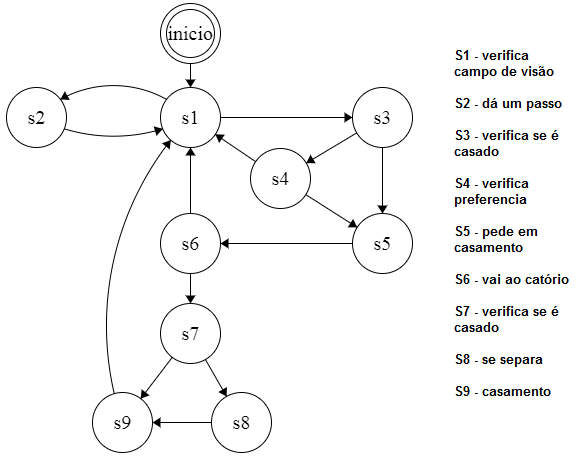 inicio
s2
s1
s3
s4
s6
s5
s7
s9
s8
S1 - verifica
campo de visão
S2 - dá um passo
S3 - verifica se é
casado
S4 - verifica
preferencia
S5 - pede em
casamento
S6 - vai ao catório
S7 - verifica se é
casado
S8 - se separa
S9 - casamento